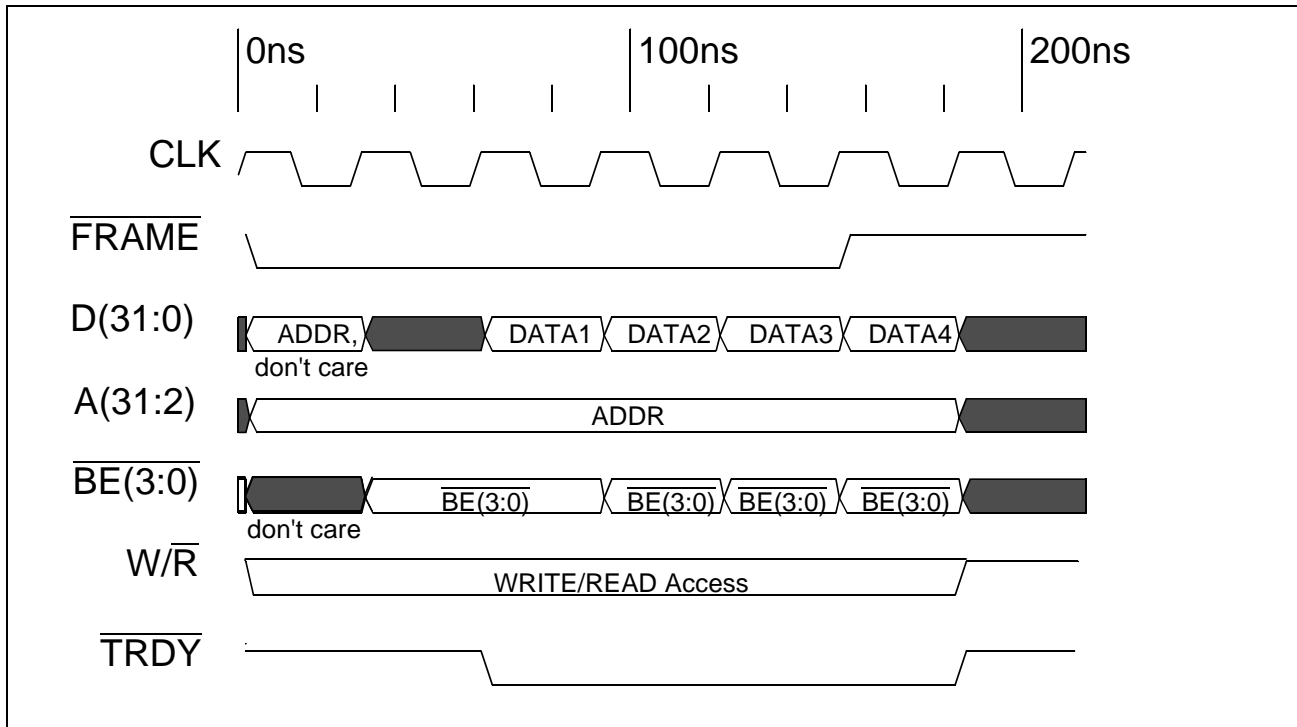 0ns 100ns 200ns
CLK
FRAME
D(31:0) ADDR, DATA1 DATA2 DATA3 DATA4
don't care
A(31:2) ADDR
BE(3:0) BE(3:0) BE(3:0) BE(3:0) BE(3:0)
don't care
W/R WRITE/READ Access
TRDY